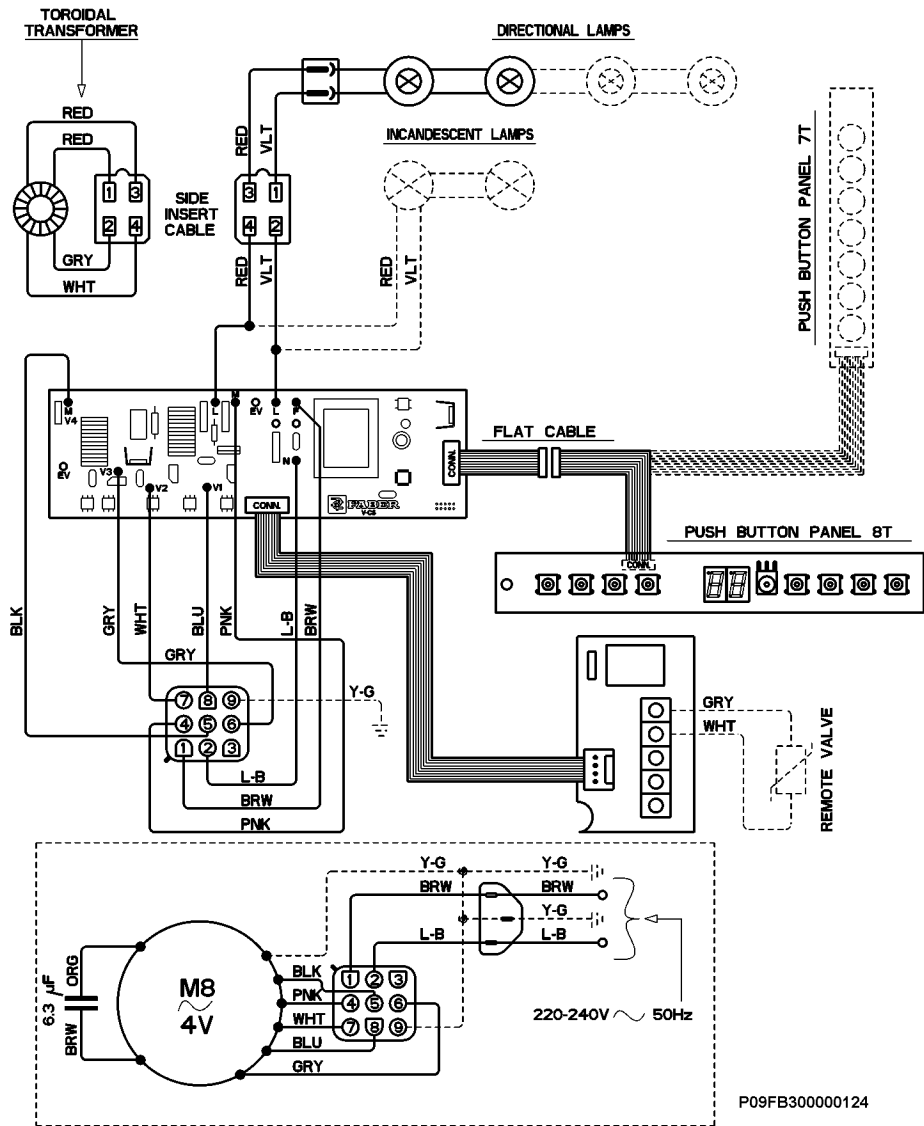 TOROIDAL
TRANSFORMER
DIRECTIONAL LAMPS
RED
RED
1 3
2 4
GRY
WHT
SIDE
INSERT
CABLE
RED
VLT
3 1
4 2
RED
VLT
INCANDESCENT LAMPS
RED
VLT
PUSH BUTTON PANEL 7T
M
V4
EV
V3
V2
V1
L
M
EV
L
F
N
CONN.
FABER
V-CS
CONN.
FLAT CABLE
PUSH BUTTON PANEL 8T
CONN.
88
BLK
GRY
WHT
BLU
PNK
L-B
BRW
GRY
7 8 9
4 5 6
1 2 3
Y-G
L-B
BRW
PNK
GRY
WHT
REMOTE VALVE
6.3 µF
ORG
BRW
M8
4V
Y-G
Y-G
BRW
BRW
Y-G
L-B
L-B
BLK
PNK
WHT
BLU
GRY
1 2 3
4 5 6
7 8 9
220-240V ~ 50Hz
P09FB300000124